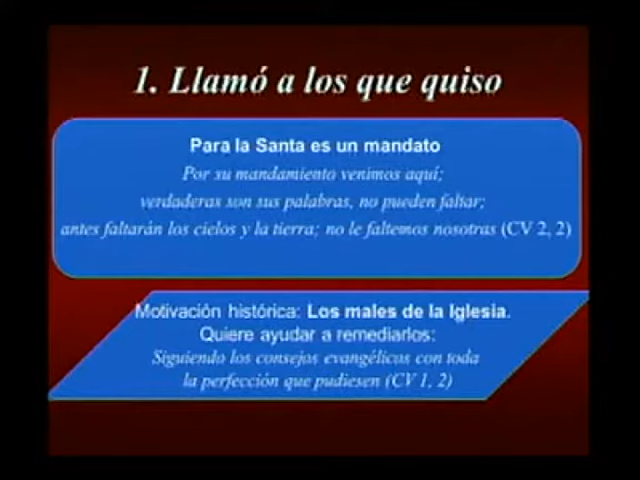 1. Llamó a los que quiso
Para la Santa es un mandato
Por su mandamiento venimos aquí;
verdaderas son sus palabras, no pueden faltar;
antes faltarán los cielos y la tierra; no le faltemos nosotras (CV 2, 2)
Motivación histórica: Los males de la Iglesia.
Quiere ayudar a remediarlos:
Siguiendo los consejos evangélicos con toda
la perfección que pudiesen (CV 1, 2)